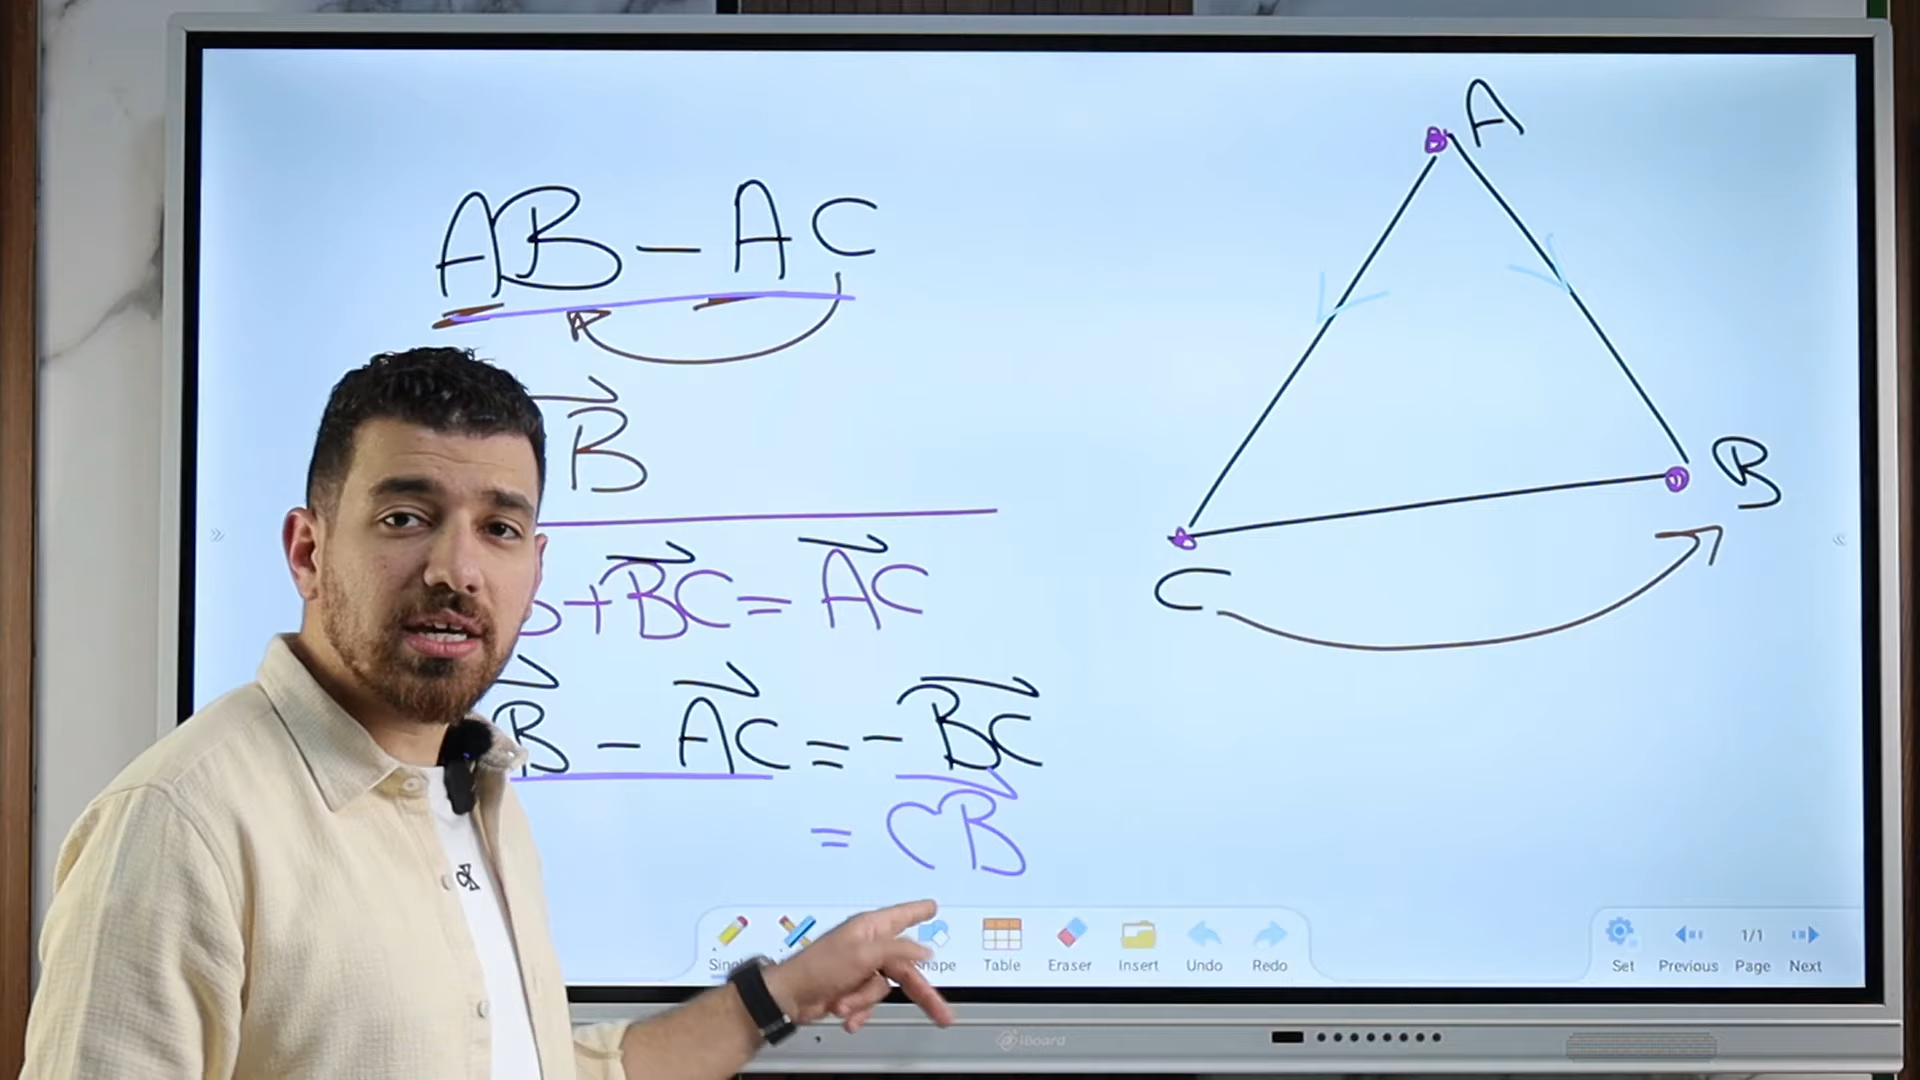 AB - AC
B
+ BC = AC
B - AC = - BC
= CB
A
B
C
Shape Table Eraser Insert Undo Redo
Set Previous 1/1 Page Next
iBoard